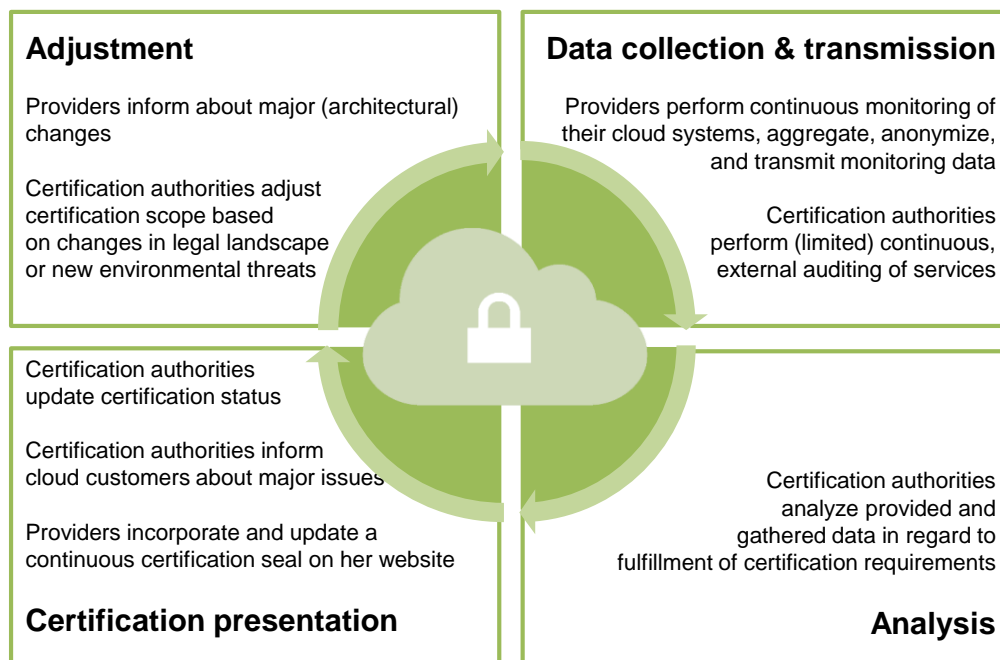 Adjustment
Providers inform about major (architectural)
changes
Certification authorities adjust
certification scope based
on changes in legal landscape
or new environmental threats
Data collection & transmission
Providers perform continuous monitoring of
their cloud systems, aggregate, anonymize,
and transmit monitoring data
Certification authorities
perform (limited) continuous,
external auditing of services
Certification authorities
update certification status
Certification authorities inform
cloud customers about major issues
Providers incorporate and update a
continuous certification seal on her website
Certification presentation
Certification authorities
analyze provided and
gathered data in regard to
fulfillment of certification requirements
Analysis